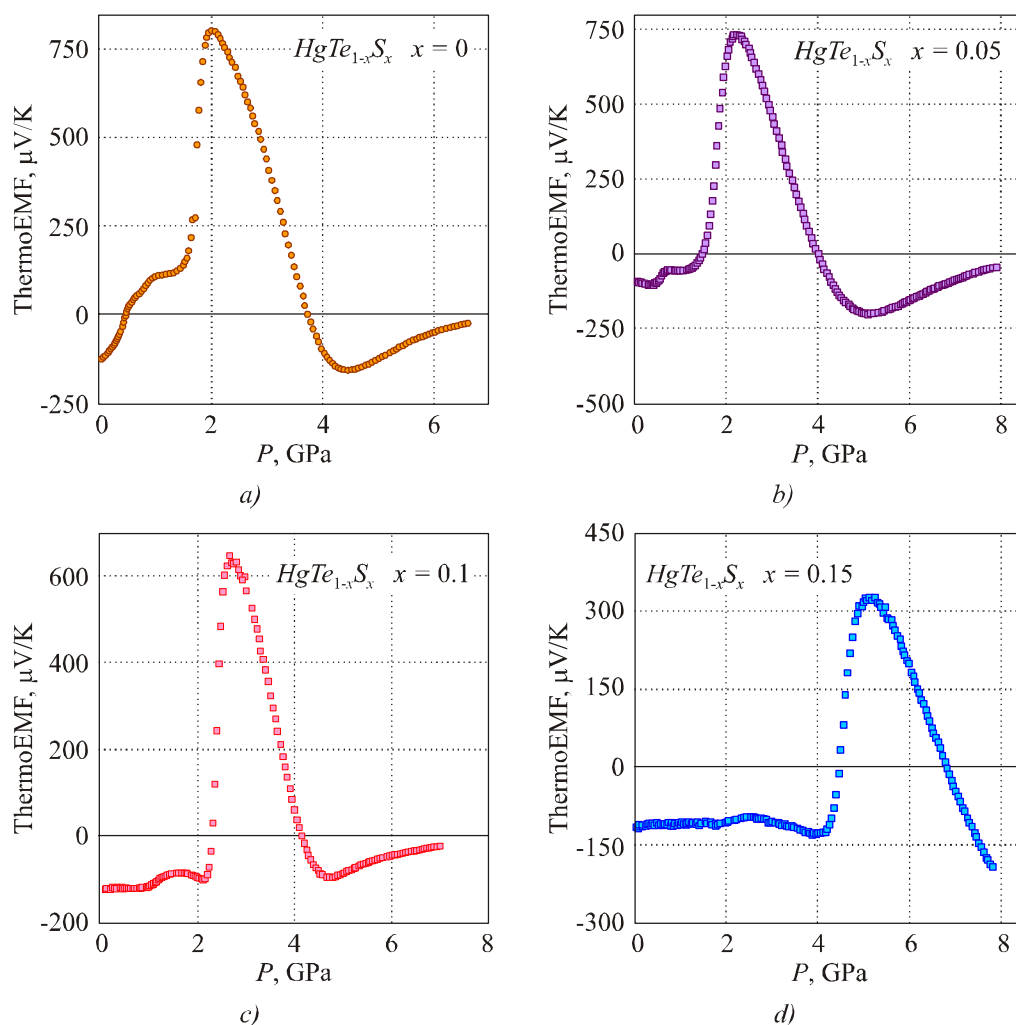 HgTe1-xSx x = 0
ThermoEMF, μV/K
750
500
250
0
-250
0 2 4 6
P, GPa
a)
HgTe1-xSx x = 0.05
ThermoEMF, μV/K
750
500
250
0
-250
-500
0 2 4 6 8
P, GPa
b)
HgTe1-xSx x = 0.1
ThermoEMF, μV/K
600
400
200
0
-200
0 2 4 6 8
P, GPa
c)
HgTe1-xSx x = 0.15
ThermoEMF, μV/K
450
300
150
0
-150
-300
0 2 4 6 8
P, GPa
d)